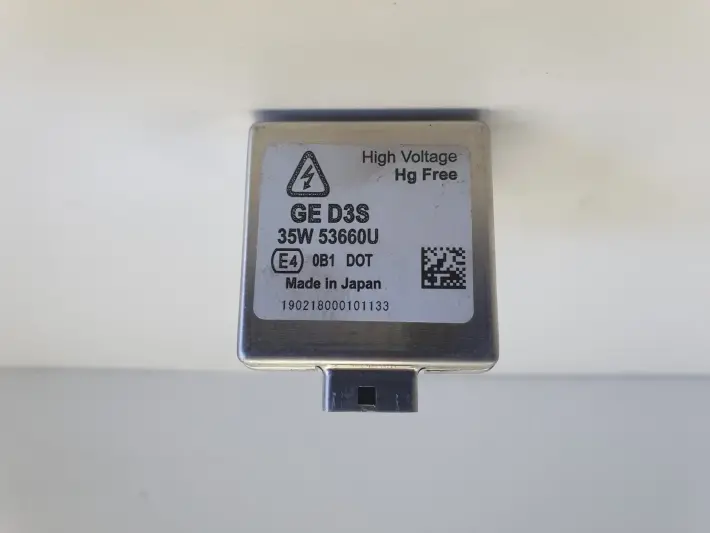 High Voltage
Hg Free
GE D3S
35W 53660U
E4 0B1 DOT
Made in Japan
190218000101133